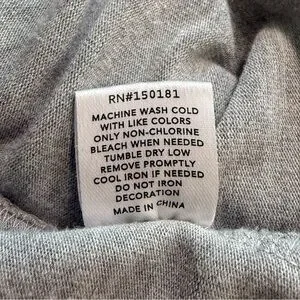 RN#150181
MACHINE WASH COLD
WITH LIKE COLORS
ONLY NON-CHLORINE
BLEACH WHEN NEEDED
TUMBLE DRY LOW
REMOVE PROMPTLY
COOL IRON IF NEEDED
DO NOT IRON
DECORATION
MADE IN CHINA